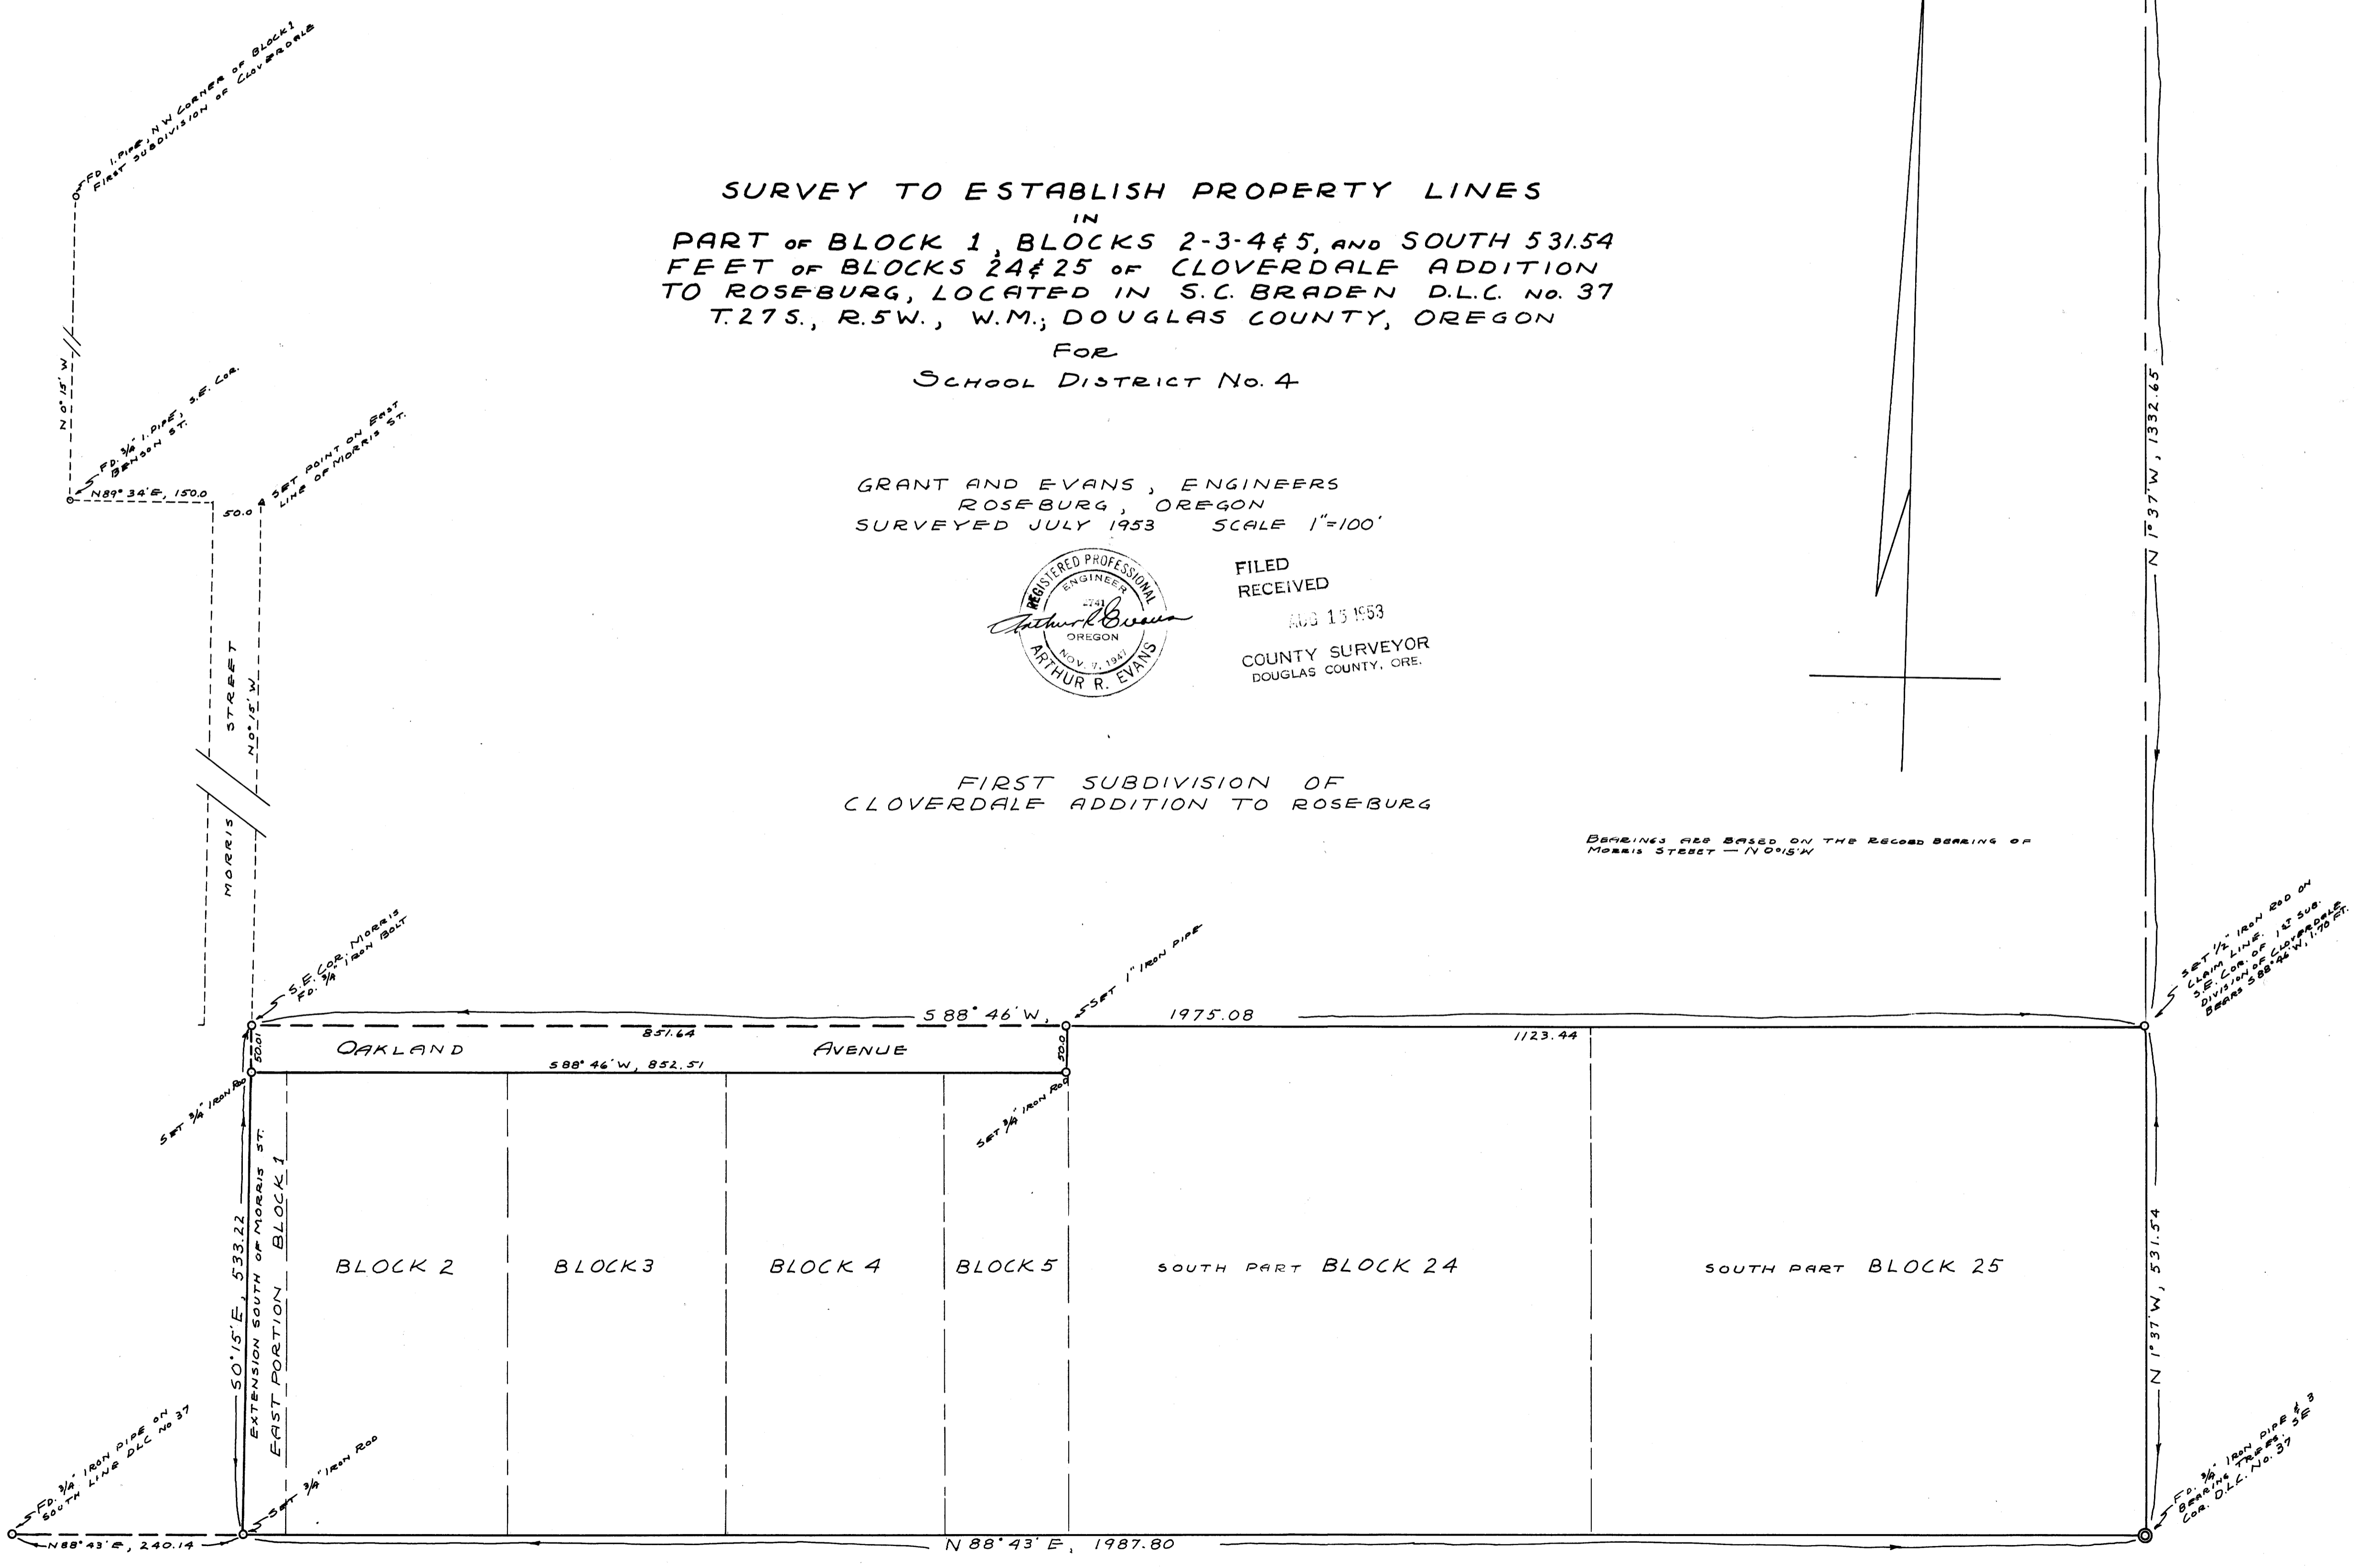 FD. I. PIPE, NW CORNER OF BLOCK 1
FIRST SUBDIVISION OF CLOVERDALE
N 0° 15' W
FD. 3/4" I. PIPE, S.E. COR.
BENSON ST.
N89° 34' E, 150.0
50.0
SET POINT ON EAST
LINE OF MORRIS ST.
SURVEY TO ESTABLISH PROPERTY LINES
IN
PART OF BLOCK 1, BLOCKS 2-3-4 & 5, AND SOUTH 531.54
FEET OF BLOCKS 24 & 25 OF CLOVERDALE ADDITION
TO ROSEBURG, LOCATED IN S.C. BRADEN D.L.C. NO. 37
T.27S., R.5W., W.M.; DOUGLAS COUNTY, OREGON
FOR
SCHOOL DISTRICT NO. 4
GRANT AND EVANS, ENGINEERS
ROSEBURG, OREGON
SURVEYED JULY 1953 SCALE 1"=100'
REGISTERED PROFESSIONAL
ENGINEER
2741
Arthur R Evans
OREGON
NOV. 7, 1947
ARTHUR R. EVANS
FILED
RECEIVED
AUG 15 1953
COUNTY SURVEYOR
DOUGLAS COUNTY, ORE.
N 1° 37' W, 1332.65
MORRIS STREET
N 0° 15' W
FIRST SUBDIVISION OF
CLOVERDALE ADDITION TO ROSEBURG
BEARINGS ARE BASED ON THE RECORD BEARING OF
MORRIS STREET — N 0°15' W
S.E. COR. MORRIS
FD. 3/4" IRON BOLT
SET 1" IRON PIPE
SET 1/2" IRON ROD ON
CLAIM LINE. 1ST SUB.
S.E. COR. OF CLOVERDALE
DIVISION OF
BEARS S88°46' W, 1.70 FT.
S 88° 46' W, 1975.08
851.64
1123.44
50.01
OAKLAND AVENUE
50.0
S88° 46' W, 852.51
SET 3/4" IRON ROD
SET 3/4" IRON ROD
S0° 15' E, 533.22
EXTENSION SOUTH OF MORRIS ST.
EAST PORTION BLOCK 1
BLOCK 2
BLOCK 3
BLOCK 4
BLOCK 5
SOUTH PART BLOCK 24
SOUTH PART BLOCK 25
N 1° 37' W, 531.54
FD. 3/4" IRON PIPE ON
SOUTH LINE DLC NO 37
SET 3/4" IRON ROD
FD. 3/4" IRON PIPE & 3
BEARING TREES. SE
COR. D.L.C. NO. 37
N88° 43' E, 240.14
N 88° 43' E, 1987.80